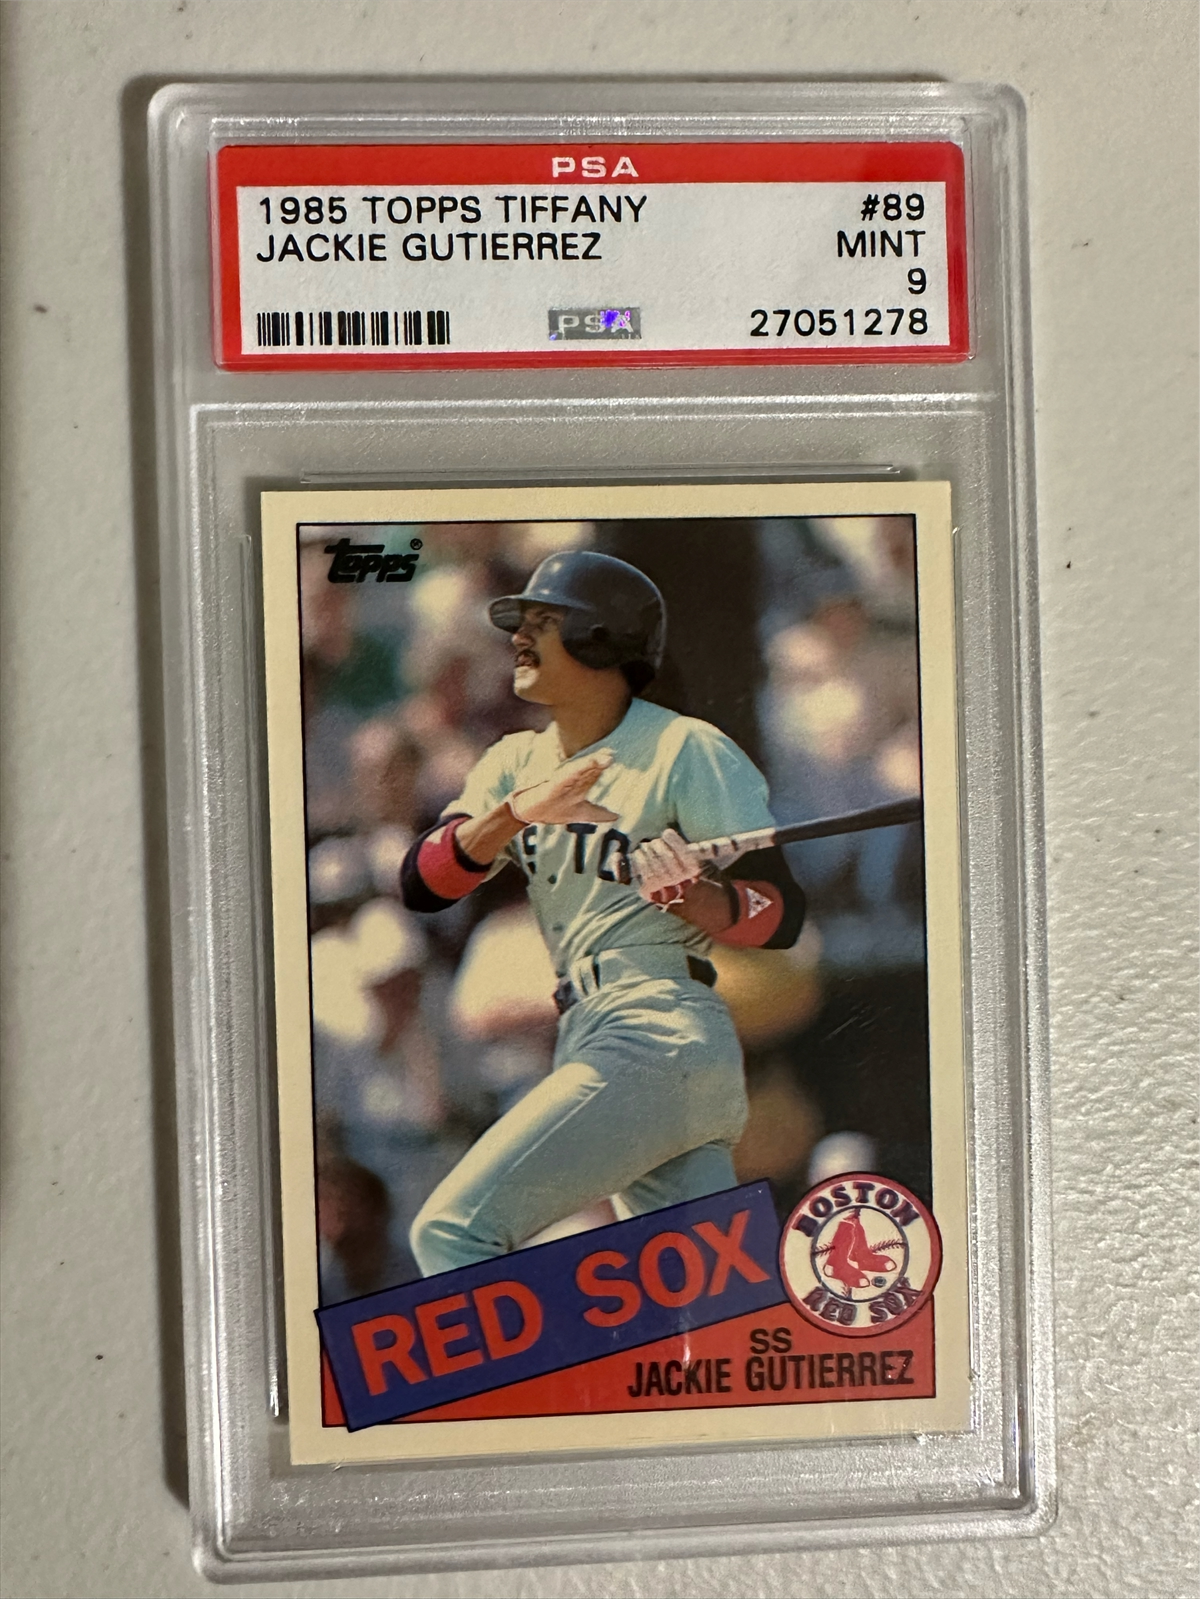 PSA
1985 TOPPS TIFFANY #89
JACKIE GUTIERREZ MINT
9
PSA 27051278
topps®
S TO
RED SOX
BOSTON
RED SOX
SS
JACKIE GUTIERREZ